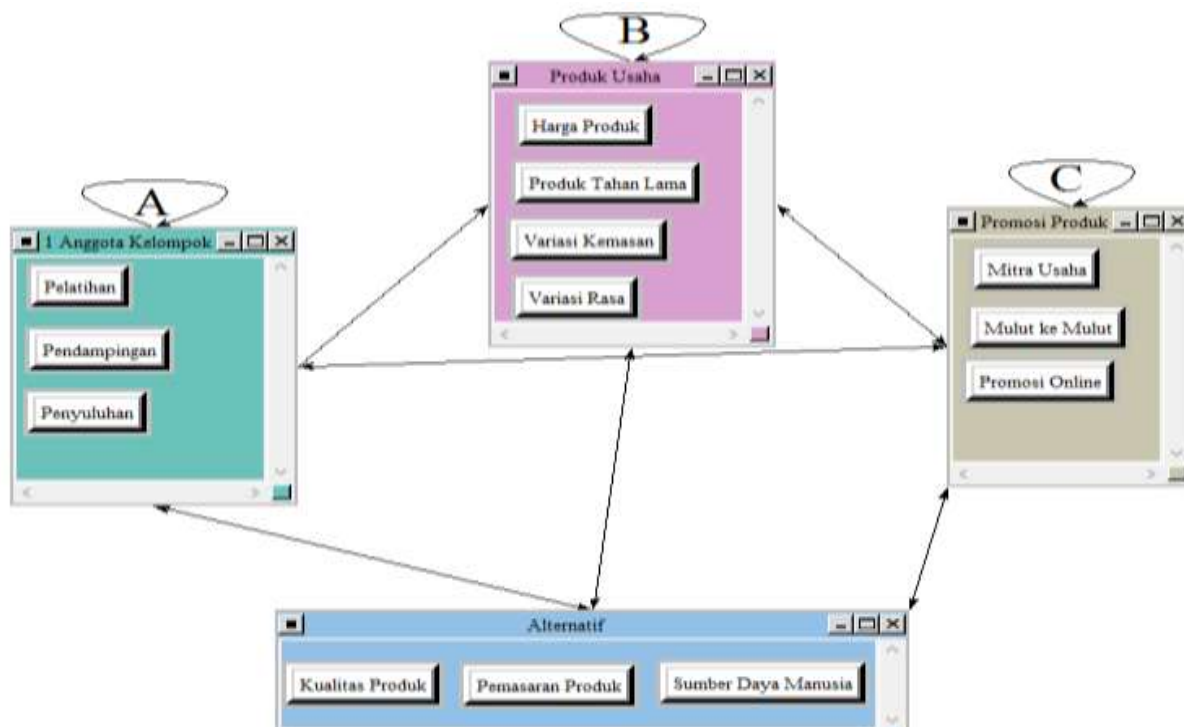 A
1 Anggota Kelompok
Pelatihan
Pendampingan
Penyuluhan
B
Produk Usaha
Harga Produk
Produk Tahan Lama
Variasi Kemasan
Variasi Rasa
C
Promosi Produk
Mitra Usaha
Mulut ke Mulut
Promosi Online
Alternatif
Kualitas Produk
Pemasaran Produk
Sumber Daya Manusia